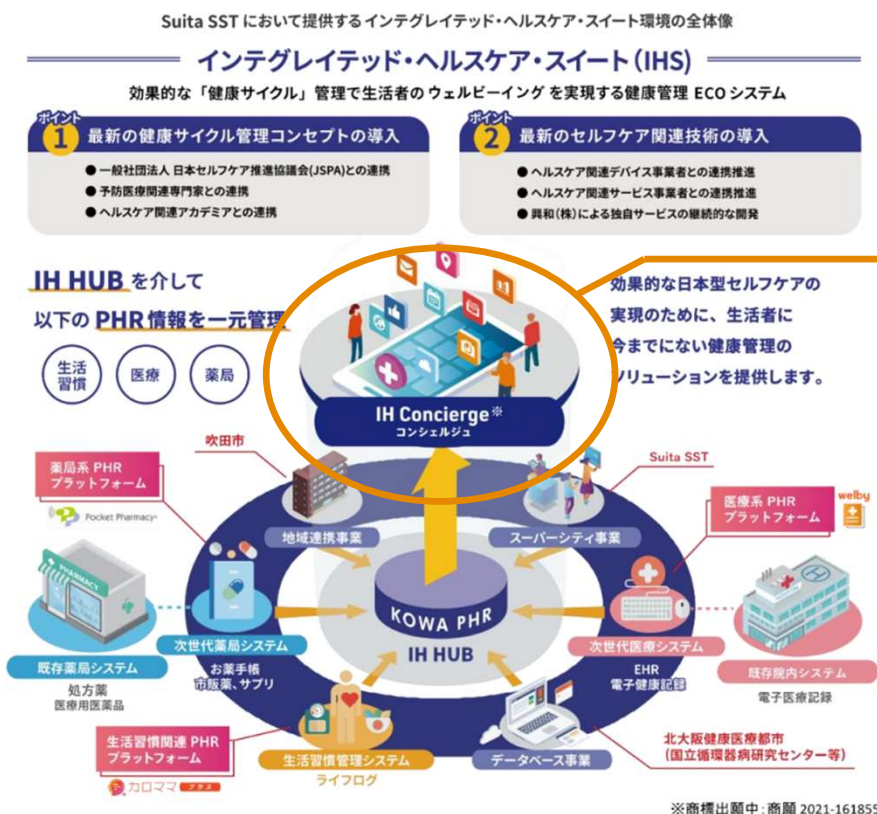 Suita SST において提供するインテグレイテッド・ヘルスケア・スイート環境の全体像
インテグレイテッド・ヘルスケア・スイート（IHS）
効果的な「健康サイクル」管理で生活者のウェルビーイングを実現する健康管理 ECO システム
ポイント
1
最新の健康サイクル管理コンセプトの導入
● 一般社団法人 日本セルフケア推進協議会(JSPA)との連携
● 予防医療関連専門家との連携
● ヘルスケア関連アカデミアとの連携
ポイント
2
最新のセルフケア関連技術の導入
● ヘルスケア関連デバイス事業者との連携推進
● ヘルスケア関連サービス事業者との連携推進
● 興和（株）による独自サービスの継続的な開発
IH HUB を介して
以下の PHR 情報を一元管理
生活
習慣
医療
薬局
効果的な日本型セルフケアの
実現のために、生活者に
今までにない健康管理の
ソリューションを提供します。
IH Concierge※
コンシェルジュ
吹田市
Suita SST
薬局系 PHR
プラットフォーム
Pocket Pharmacy
医療系 PHR
プラットフォーム
welby
地域連携事業
スーパーシティ事業
PHARMACY
EHR
KOWA PHR
IH HUB
次世代薬局システム
お薬手帳
市販薬、サプリ
既存薬局システム
処方薬
医療用医薬品
次世代医療システム
EHR
電子健康記録
既存院内システム
電子医療記録
生活習慣関連 PHR
プラットフォーム
カロママ プラス
生活習慣管理システム
ライフログ
データベース事業
北大阪健康医療都市
（国立循環器病研究センター等）
※商標出願中：商願 2021-161855